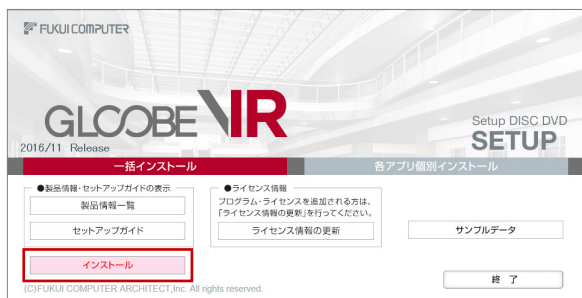 FUKUI COMPUTER
GLOOBE VIR
2016/11 Release
Setup DISC DVD
SETUP
一括インストール
各アプリ個別インストール
●製品情報・セットアップガイドの表示
製品情報一覧
セットアップガイド
●ライセンス情報
プログラム・ライセンスを追加される方は、
「ライセンス情報の更新」を行ってください。
ライセンス情報の更新
サンプルデータ
インストール
終 了
(C)FUKUI COMPUTER ARCHITECT,Inc. All rights reserved.